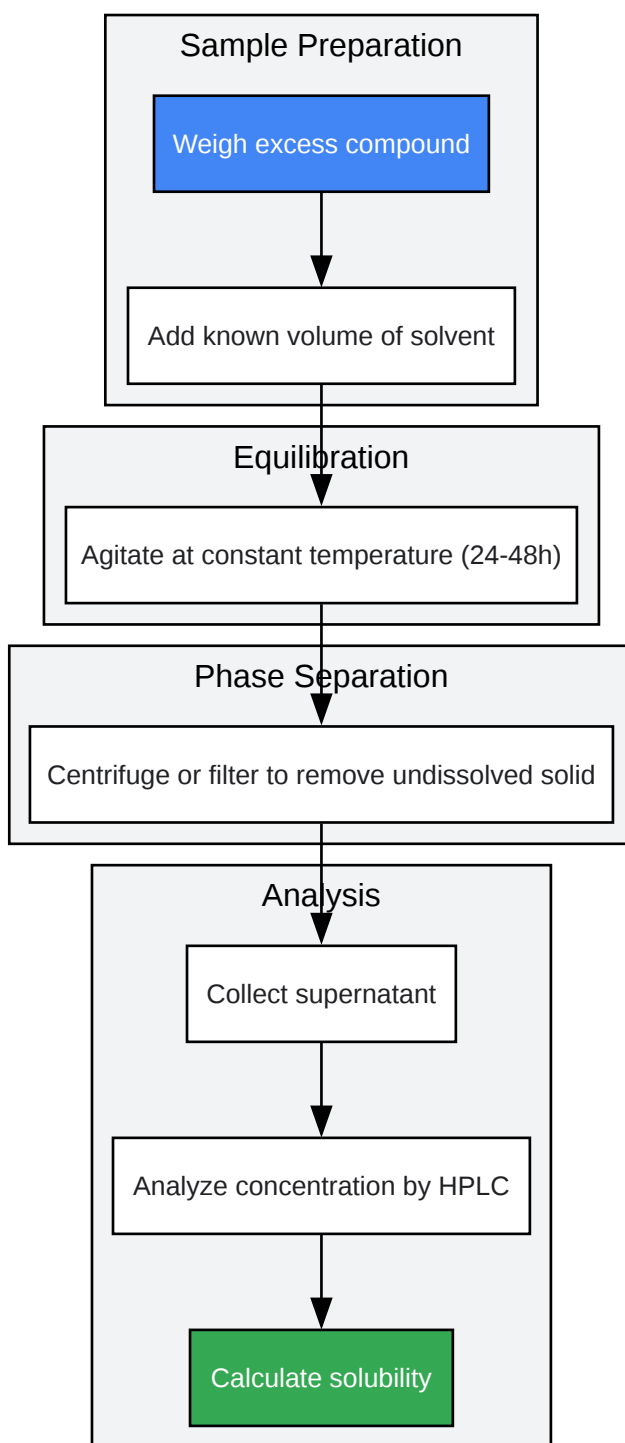 Sample Preparation
Weigh excess compound
Add known volume of solvent
Equilibration
Agitate at constant temperature (24-48h)
Phase Separation
Centrifuge or filter to remove undissolved solid
Analysis
Collect supernatant
Analyze concentration by HPLC
Calculate solubility